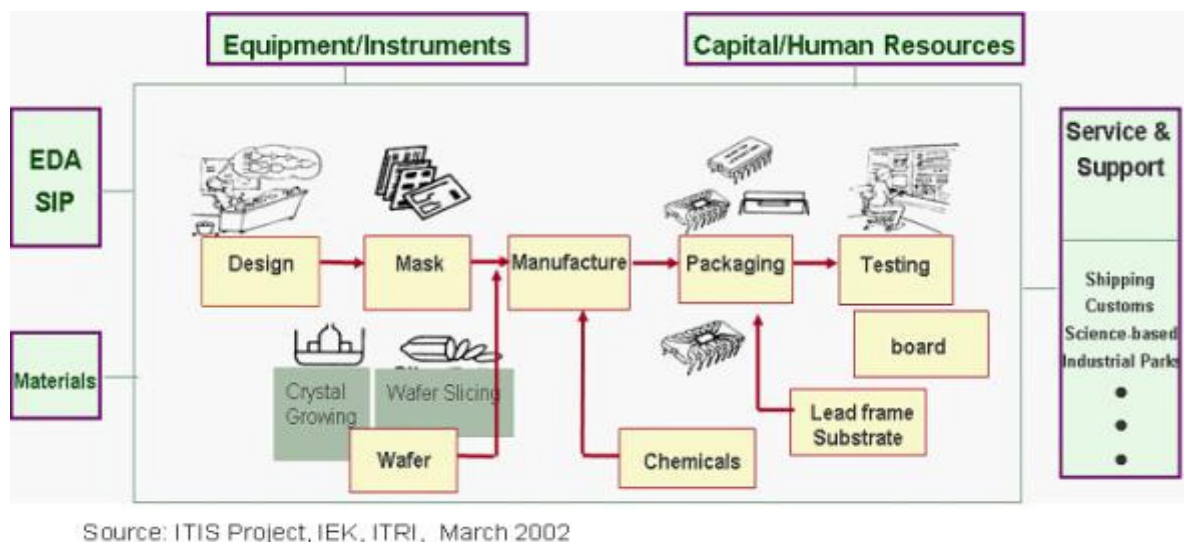 Equipment/Instruments
Capital/Human Resources
EDA
SIP
Service &
Support
Design
Mask
Manufacture
Packaging
Testing
Shipping
Customs
Science-based
Industrial Parks
board
Materials
Crystal
Growing
Wafer Slicing
Lead frame
Substrate
Wafer
Chemicals
Source: ITIS Project, IEK, ITRI, March 2002